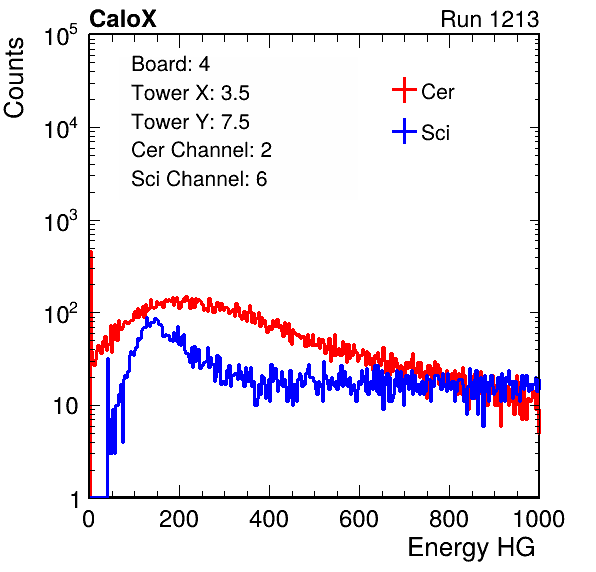 CaloX Run 1213
Counts
10^5
10^4
10^3
10^2
10
1
Board: 4
Tower X: 3.5
Tower Y: 7.5
Cer Channel: 2
Sci Channel: 6
Cer
Sci
0 200 400 600 800 1000
Energy HG